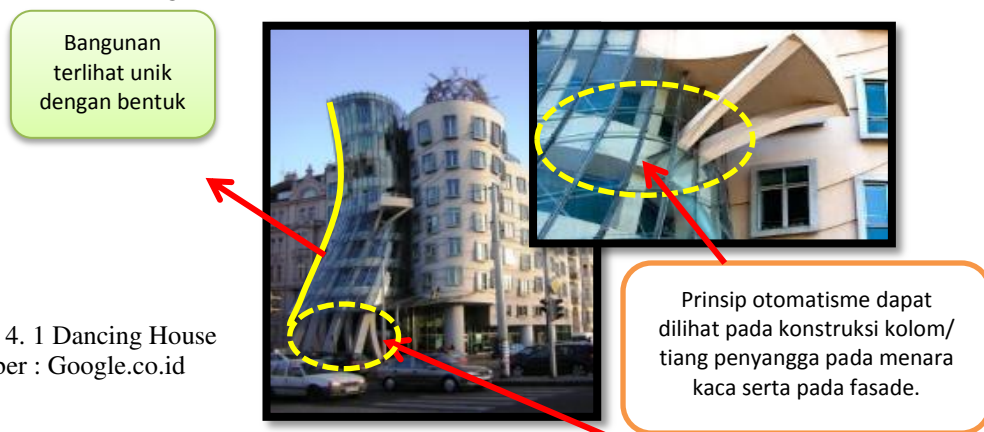 Bangunan
terlihat unik
dengan bentuk
4. 1 Dancing House
: Google.co.id
Prinsip otomatisme dapat
dilihat pada konstruksi kolom/
tiang penyangga pada menara
kaca serta pada fasade.